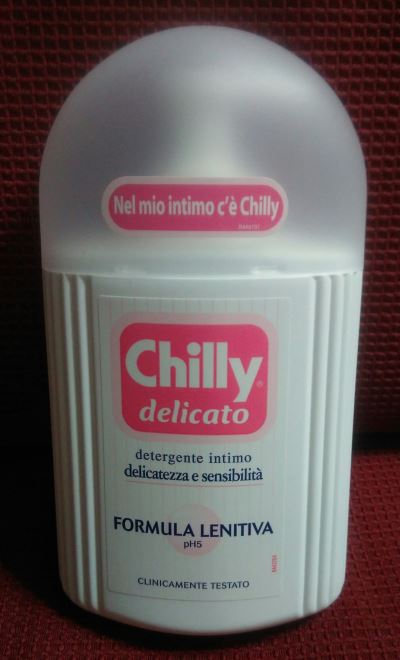 Nel mio intimo c'è Chilly
Chilly®
delicato
detergente intimo
delicatezza e sensibilità
FORMULA LENITIVA
pH5
CLINICAMENTE TESTATO